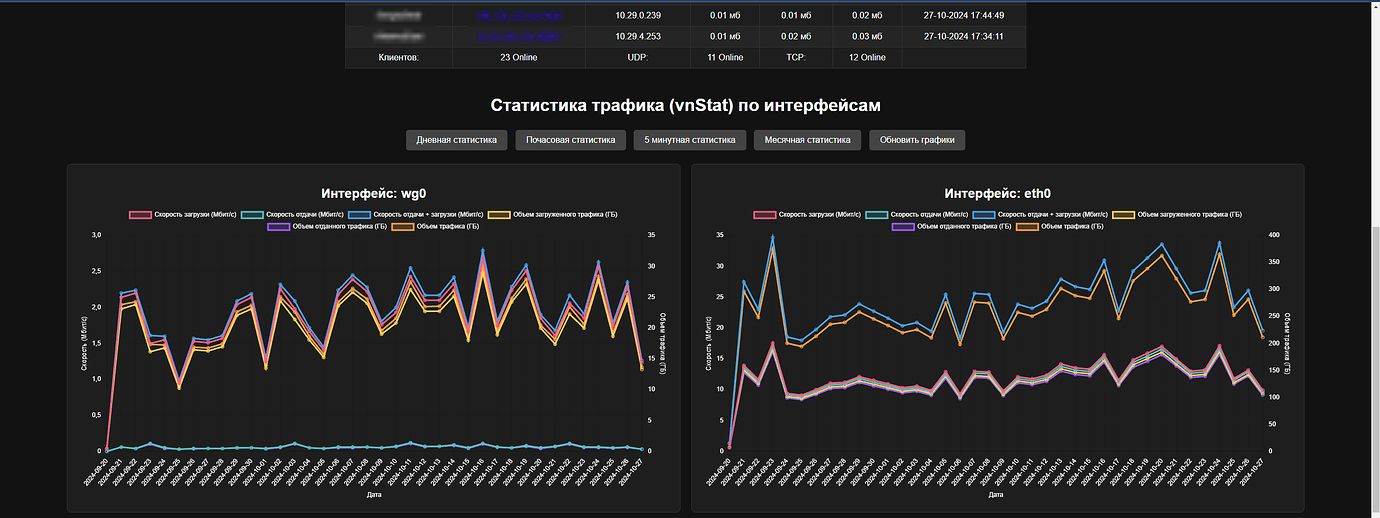 10.29.0.239 0.01 мб 0.01 мб 0.02 мб 27-10-2024 17:44:49
10.29.4.253 0.01 мб 0.02 мб 0.03 мб 27-10-2024 17:34:11
Клиентов: 23 Online UDP: 11 Online TCP: 12 Online
Статистика трафика (vnStat) по интерфейсам
Дневная статистика Почасовая статистика 5 минутная статистика Месячная статистика Обновить графики
Интерфейс: wg0
Скорость загрузки (Мбит/с) Скорость отдачи (Мбит/с) Скорость отдачи + загрузки (Мбит/с) Объем загруженного трафика (ГБ)
Объем отданного трафика (ГБ) Объем трафика (ГБ)
3,0 35
30
2,5
25
2,0
20
1,5
15
1,0
10
0,5
5
0 0
Скорость (Мбит/с)
Объем трафика (ГБ)
2024-09-20 2024-09-21 2024-09-22 2024-09-23 2024-09-24 2024-09-25 2024-09-26 2024-09-27 2024-09-28 2024-09-29 2024-09-30 2024-10-01 2024-10-02 2024-10-03 2024-10-04 2024-10-05 2024-10-06 2024-10-07 2024-10-08 2024-10-09 2024-10-10 2024-10-11 2024-10-12 2024-10-13 2024-10-14 2024-10-15 2024-10-16 2024-10-17 2024-10-18 2024-10-19 2024-10-20 2024-10-21 2024-10-22 2024-10-23 2024-10-24 2024-10-25 2024-10-26 2024-10-27
Дата
Интерфейс: eth0
Скорость загрузки (Мбит/с) Скорость отдачи (Мбит/с) Скорость отдачи + загрузки (Мбит/с) Объем загруженного трафика (ГБ)
Объем отданного трафика (ГБ) Объем трафика (ГБ)
35 400
350
30
300
25
250
20
200
15
150
10
100
5
50
0 0
Скорость (Мбит/с)
Объем трафика (ГБ)
2024-09-20 2024-09-21 2024-09-22 2024-09-23 2024-09-24 2024-09-25 2024-09-26 2024-09-27 2024-09-28 2024-09-29 2024-09-30 2024-10-01 2024-10-02 2024-10-03 2024-10-04 2024-10-05 2024-10-06 2024-10-07 2024-10-08 2024-10-09 2024-10-10 2024-10-11 2024-10-12 2024-10-13 2024-10-14 2024-10-15 2024-10-16 2024-10-17 2024-10-18 2024-10-19 2024-10-20 2024-10-21 2024-10-22 2024-10-23 2024-10-24 2024-10-25 2024-10-26 2024-10-27
Дата